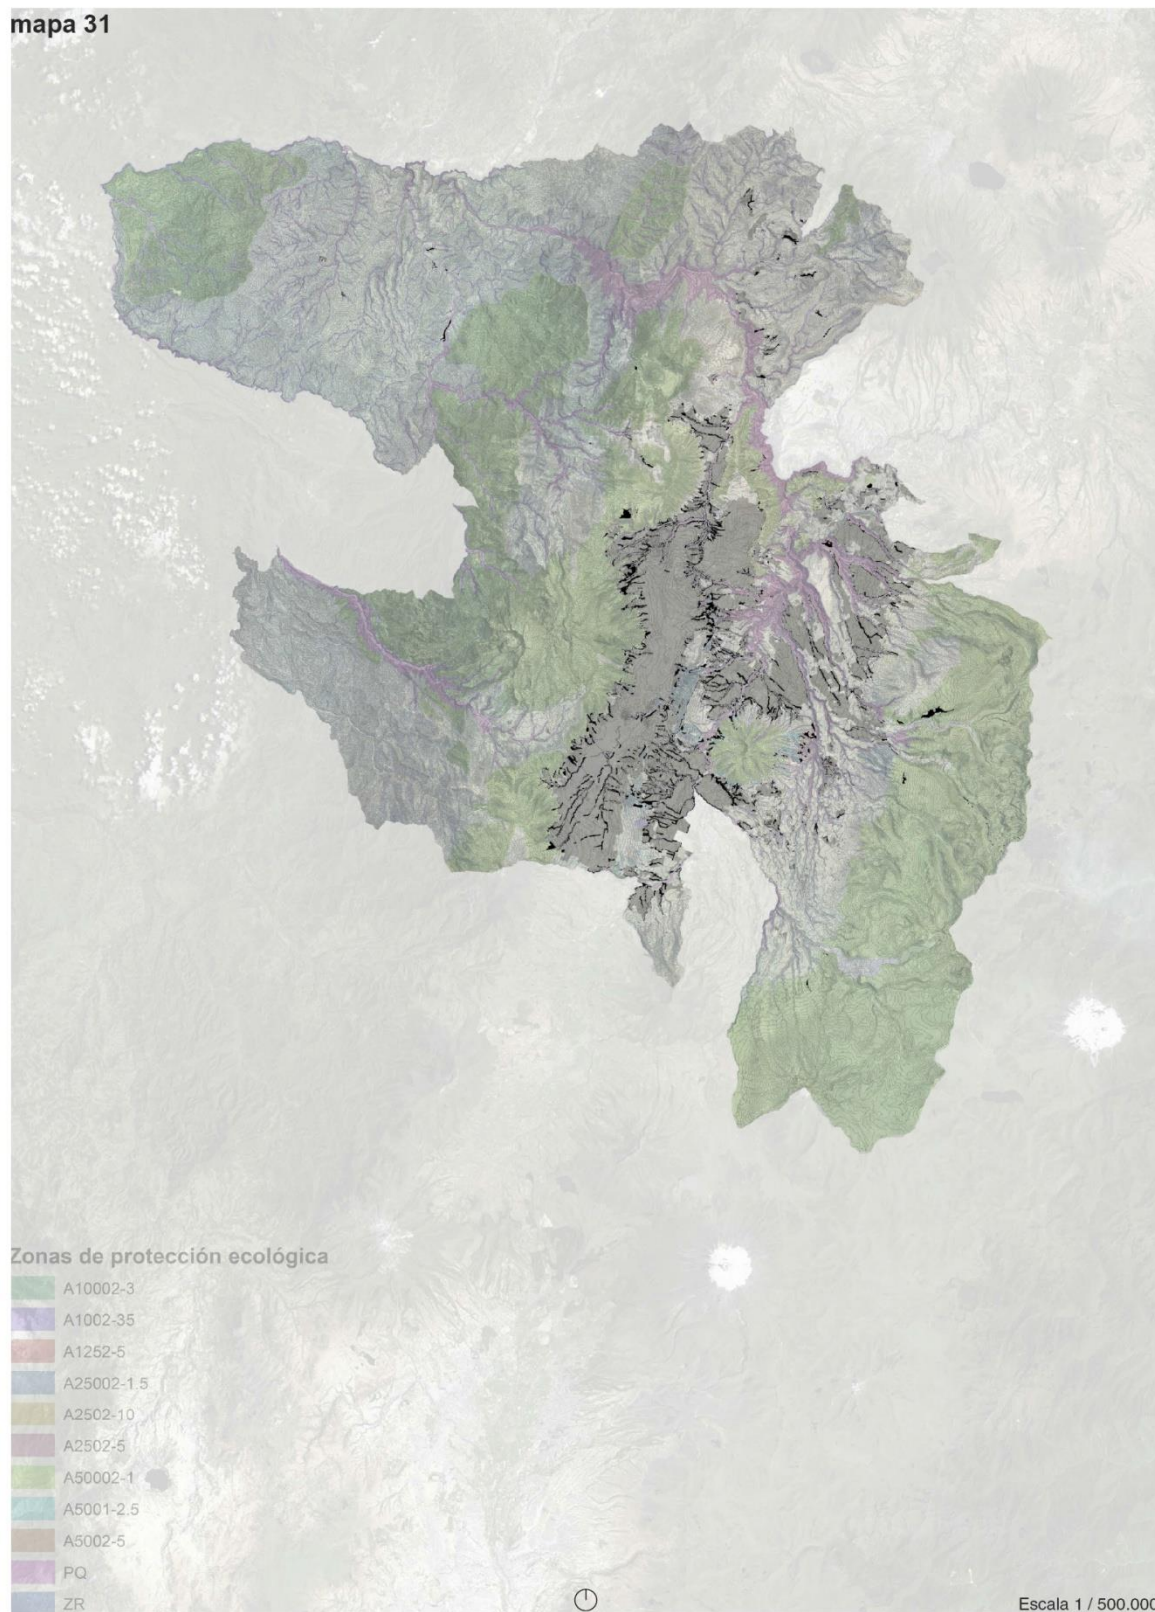 mapa 31
Zonas de protección ecológica
A10002-3
A1002-35
A1252-5
A25002-1.5
A2502-10
A2502-5
A50002-1
A5001-2.5
A5002-5
PQ
ZR
Escala 1 / 500.000